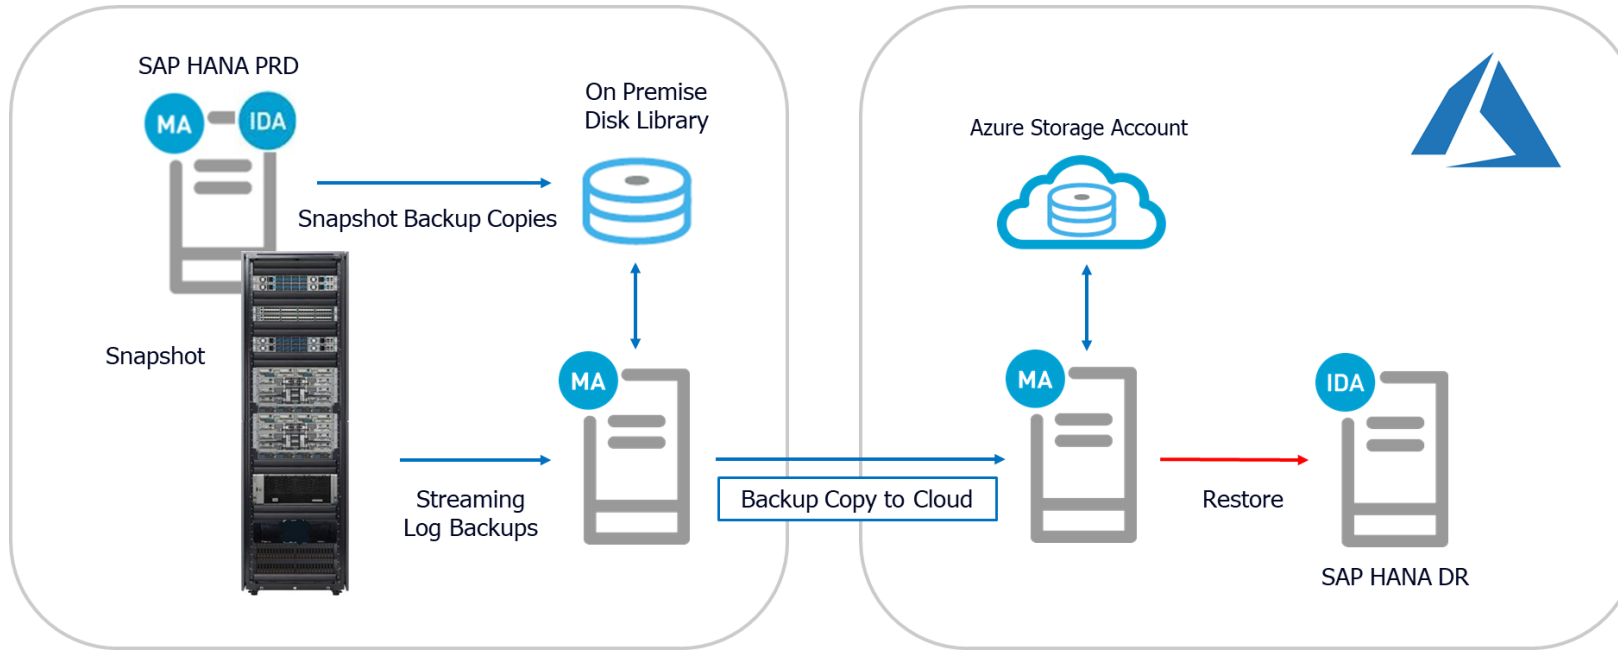 SAP HANA PRD
MA
IDA
On Premise
Disk Library
Snapshot Backup Copies
Snapshot
MA
Streaming
Log Backups
Backup Copy to Cloud
Azure Storage Account
MA
IDA
Restore
SAP HANA DR